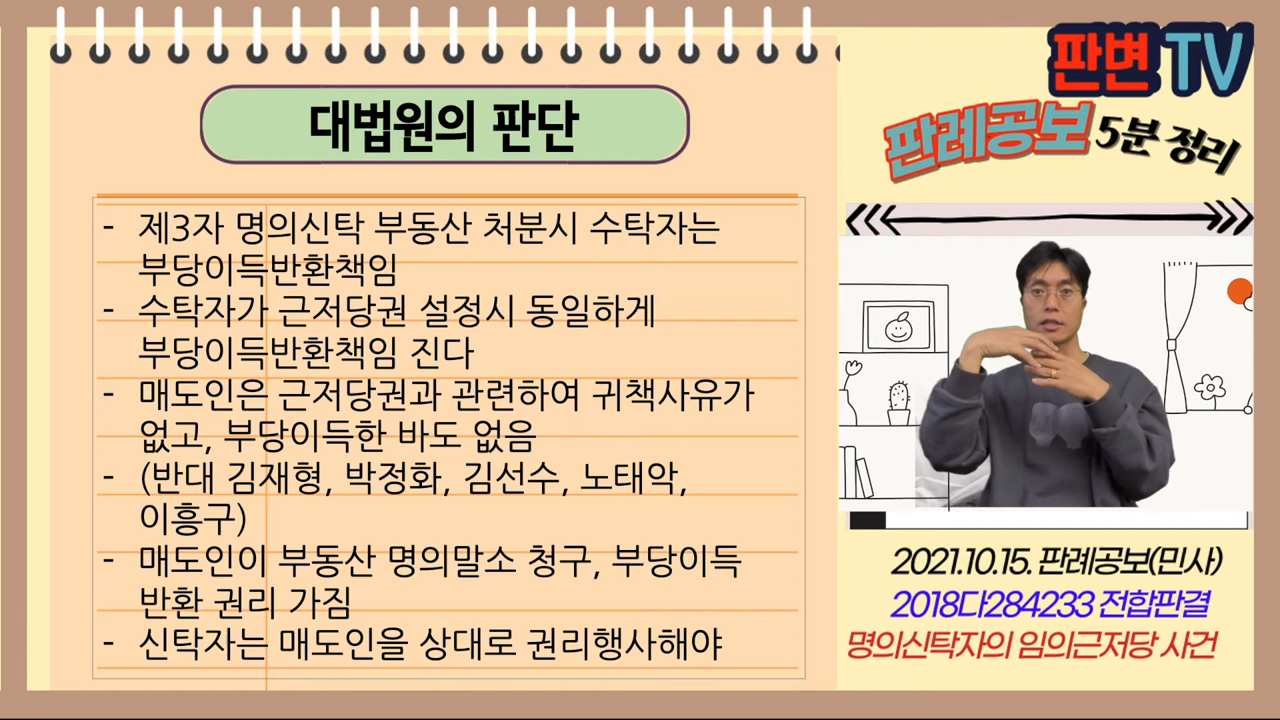 대법원의 판단
- 제3자 명의신탁 부동산 처분시 수탁자는
부당이득반환책임
- 수탁자가 근저당권 설정시 동일하게
부당이득반환책임 진다
- 매도인은 근저당권과 관련하여 귀책사유가
없고, 부당이득한 바도 없음
- (반대 김재형, 박정화, 김선수, 노태악,
이흥구)
- 매도인이 부동산 명의말소 청구, 부당이득
반환 권리 가짐
- 신탁자는 매도인을 상대로 권리행사해야
판변 TV
판례공보 5분 정리
2021.10.15. 판례공보(민사)
2018다284233 전합판결
명의신탁자의 임의근저당 사건